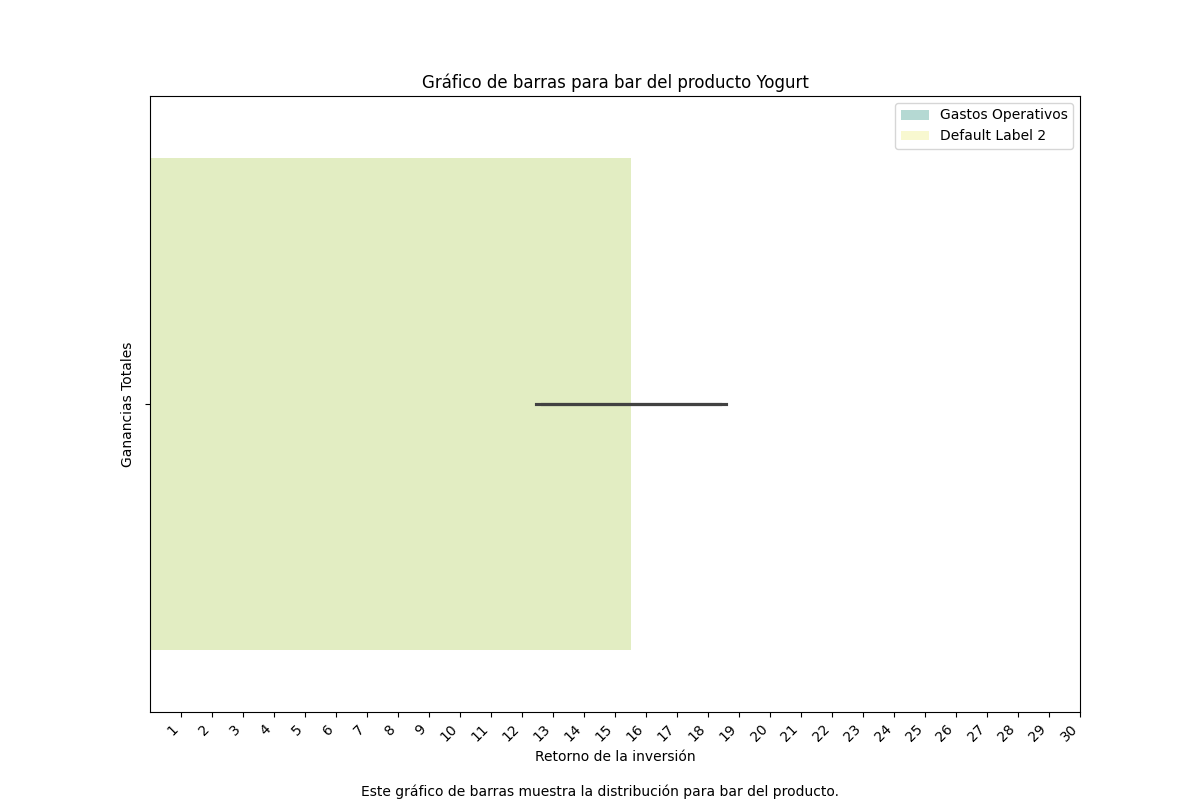 Gráfico de barras para bar del producto Yogurt
Gastos Operativos
Default Label 2
Ganancias Totales
1 2 3 4 5 6 7 8 9 10 11 12 13 14 15 16 17 18 19 20 21 22 23 24 25 26 27 28 29 30
Retorno de la inversión
Este gráfico de barras muestra la distribución para bar del producto.